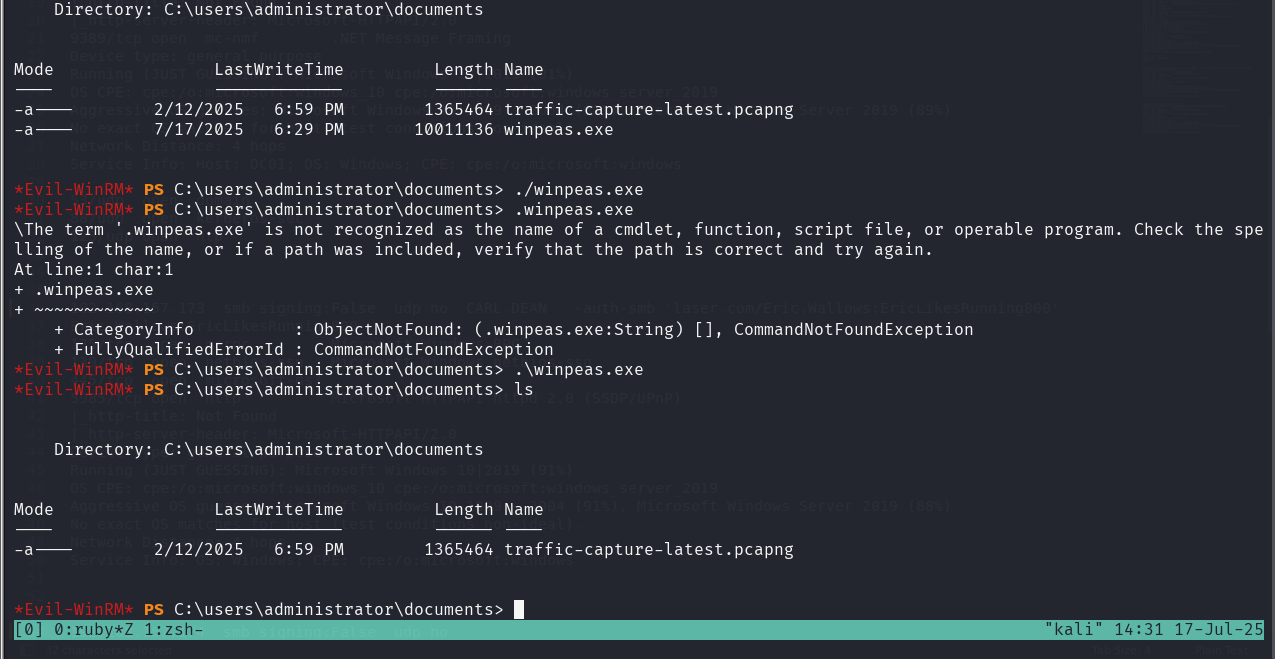 Directory: C:\users\administrator\documents
Mode LastWriteTime Length Name
---- ------------- ------ ----
-a---- 2/12/2025 6:59 PM 1365464 traffic-capture-latest.pcapng
-a---- 7/17/2025 6:29 PM 10011136 winpeas.exe
*Evil-WinRM* PS C:\users\administrator\documents> ./winpeas.exe
*Evil-WinRM* PS C:\users\administrator\documents> .winpeas.exe
\The term '.winpeas.exe' is not recognized as the name of a cmdlet, function, script file, or operable program. Check the spe
lling of the name, or if a path was included, verify that the path is correct and try again.
At line:1 char:1
+ .winpeas.exe
+ ~~~~~~~~~~~~
+ CategoryInfo : ObjectNotFound: (.winpeas.exe:String) [], CommandNotFoundException
+ FullyQualifiedErrorId : CommandNotFoundException
*Evil-WinRM* PS C:\users\administrator\documents> .\winpeas.exe
*Evil-WinRM* PS C:\users\administrator\documents> ls
Directory: C:\users\administrator\documents
Mode LastWriteTime Length Name
---- ------------- ------ ----
-a---- 2/12/2025 6:59 PM 1365464 traffic-capture-latest.pcapng
*Evil-WinRM* PS C:\users\administrator\documents>
[0] 0:ruby*Z 1:zsh- "kali" 14:31 17-Jul-25